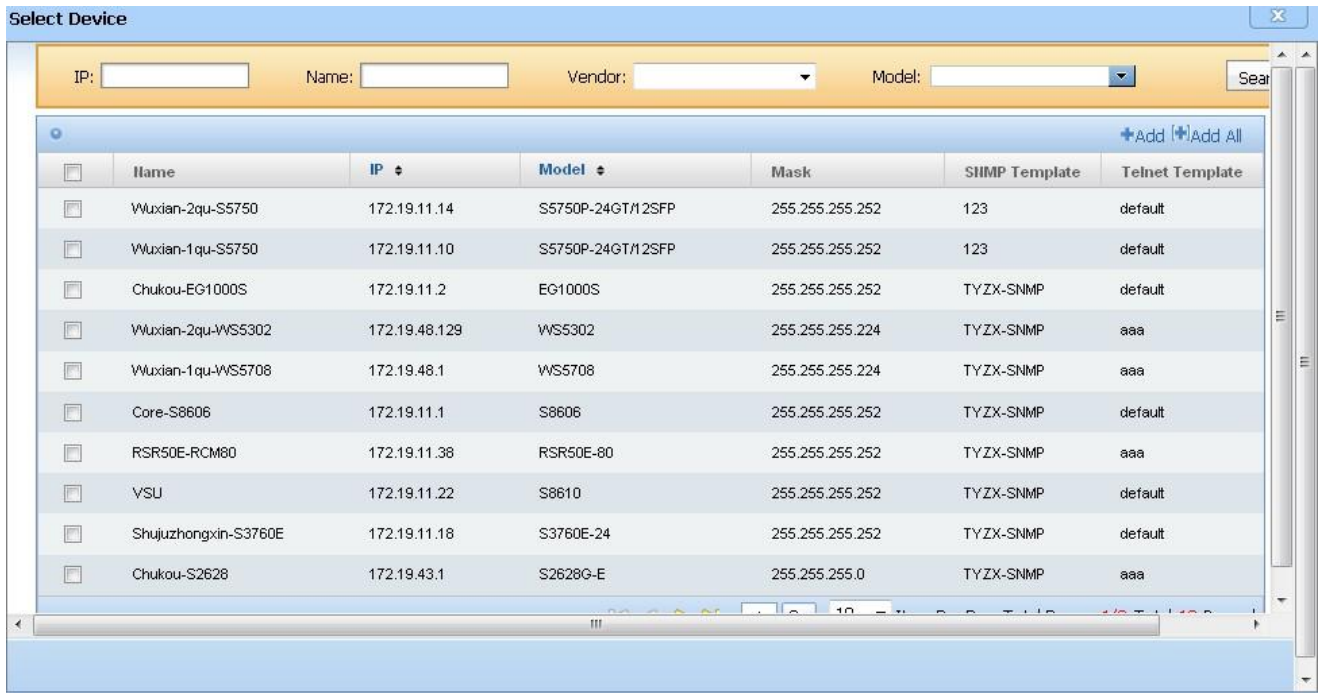 Select Device
IP: Name: Vendor: Model: Sear
Add Add All
Name IP Model Mask SNMP Template Telnet Template
Wuxian-2qu-S5750 172.19.11.14 S5750P-24GT/12SFP 255.255.255.252 123 default
Wuxian-1qu-S5750 172.19.11.10 S5750P-24GT/12SFP 255.255.255.252 123 default
Chukou-EG1000S 172.19.11.2 EG1000S 255.255.255.252 TYZX-SNMP default
Wuxian-2qu-WS5302 172.19.48.129 WS5302 255.255.255.224 TYZX-SNMP aaa
Wuxian-1qu-WS5708 172.19.48.1 WS5708 255.255.255.224 TYZX-SNMP aaa
Core-S8606 172.19.11.1 S8606 255.255.255.252 TYZX-SNMP default
RSR50E-RCM80 172.19.11.38 RSR50E-80 255.255.255.252 TYZX-SNMP aaa
VSU 172.19.11.22 S8610 255.255.255.252 TYZX-SNMP default
Shujuzhongxin-S3760E 172.19.11.18 S3760E-24 255.255.255.252 TYZX-SNMP default
Chukou-S2628 172.19.43.1 S2628G-E 255.255.255.0 TYZX-SNMP aaa